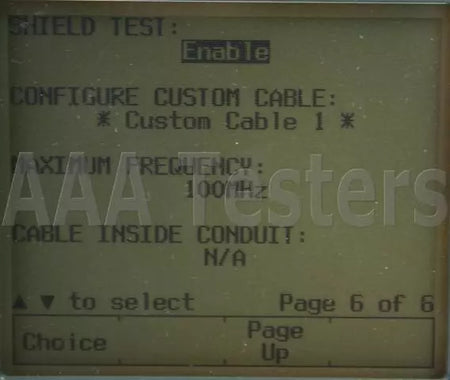 SHIELD TEST:
Enable
CONFIGURE CUSTOM CABLE:
* Custom Cable 1 *
MAXIMUM FREQUENCY:
100MHz
AAA Testers
CABLE INSIDE CONDUIT:
N/A
▲ ▼ to select Page 6 of 6
Choice Page
Up